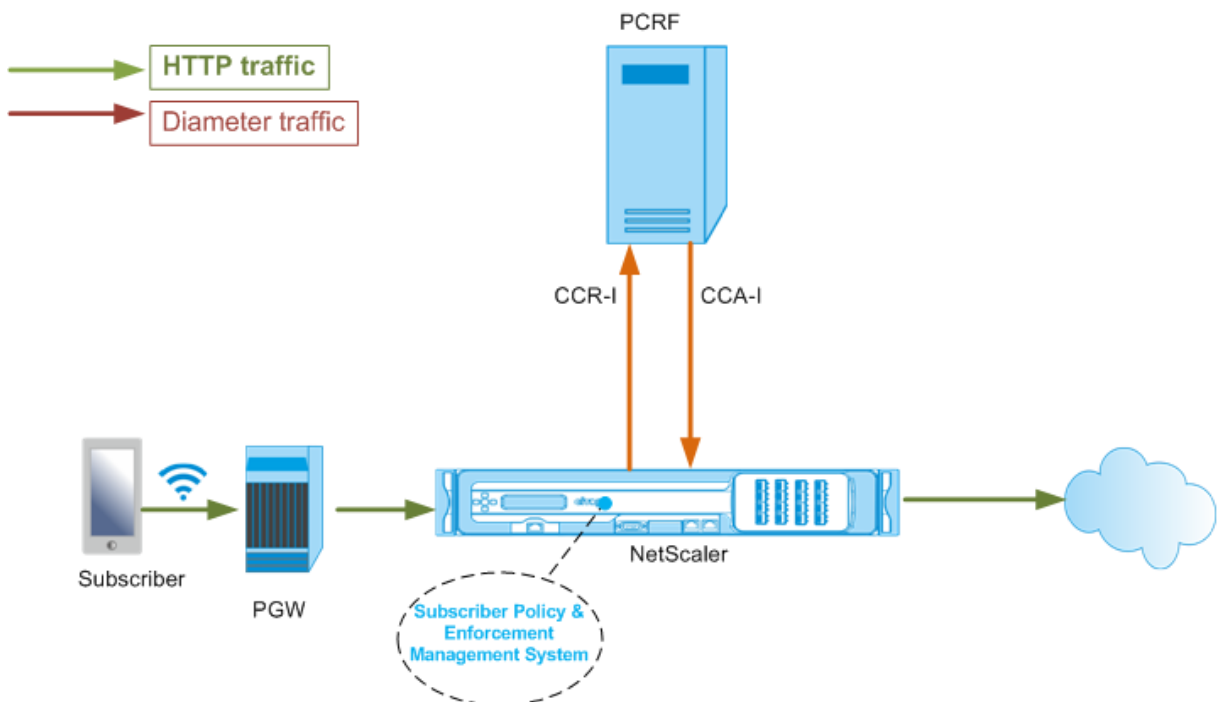 PCRF
HTTP traffic
Diameter traffic
CCR-I
CCA-I
NetScaler
Subscriber
PGW
Subscriber Policy &
Enforcement
Management System